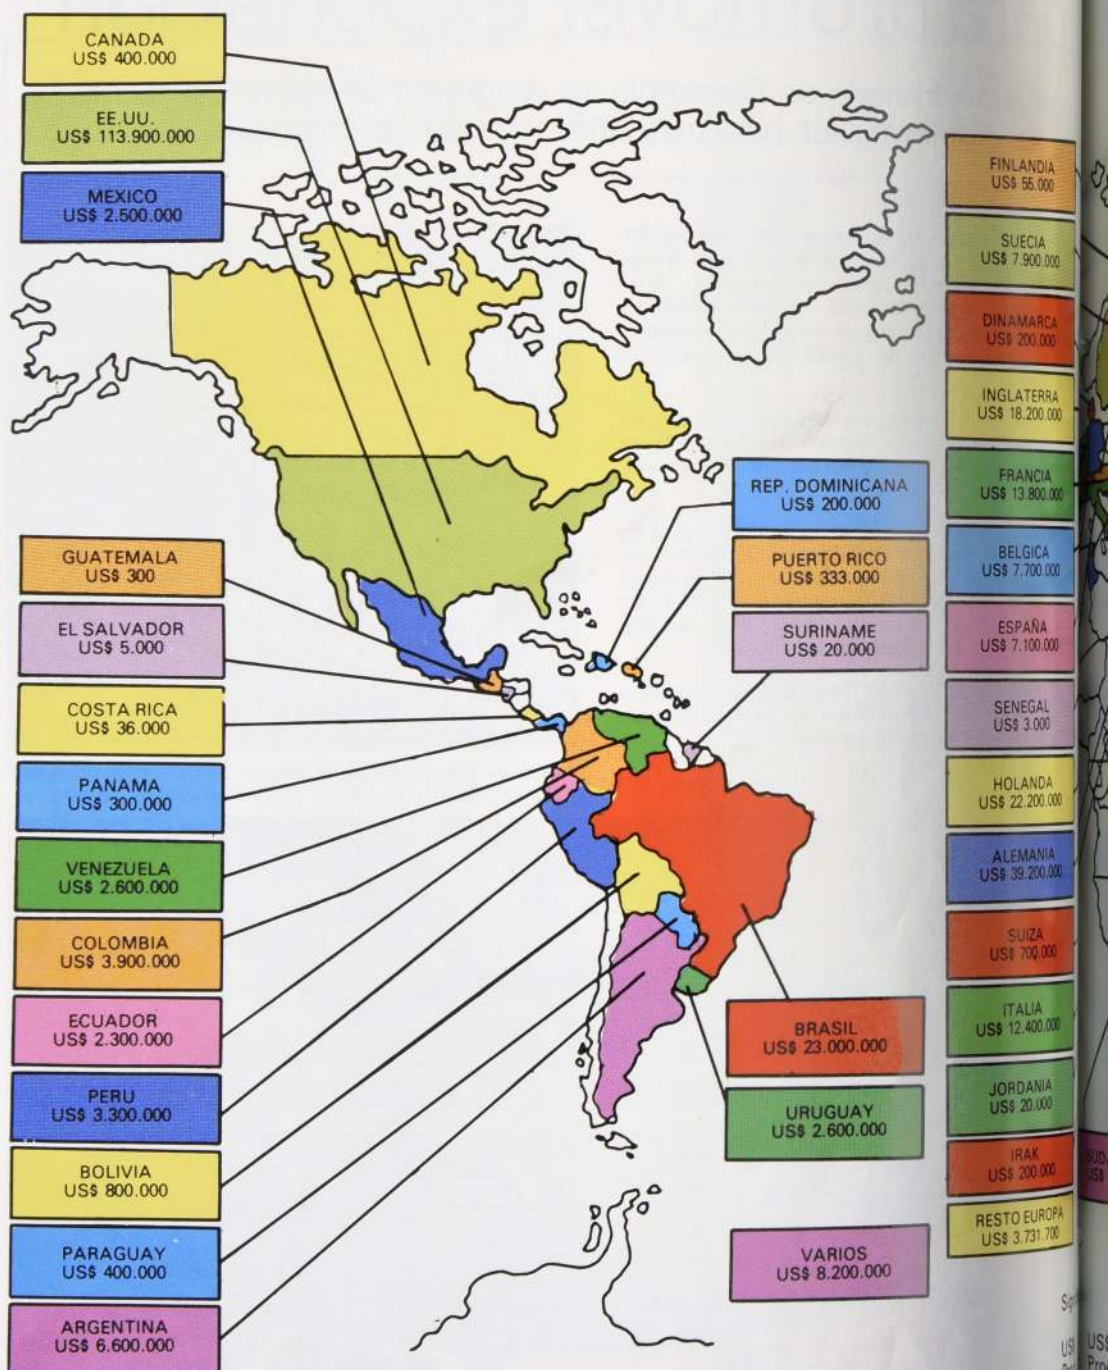 CANADA
US$ 400.000
EE.UU.
US$ 113.900.000
MEXICO
US$ 2.500.000
GUATEMALA
US$ 300
EL SALVADOR
US$ 5.000
COSTA RICA
US$ 36.000
PANAMA
US$ 300.000
VENEZUELA
US$ 2.600.000
COLOMBIA
US$ 3.900.000
ECUADOR
US$ 2.300.000
PERU
US$ 3.300.000
BOLIVIA
US$ 800.000
PARAGUAY
US$ 400.000
ARGENTINA
US$ 6.600.000
REP. DOMINICANA
US$ 200.000
PUERTO RICO
US$ 333.000
SURINAME
US$ 20.000
BRASIL
US$ 23.000.000
URUGUAY
US$ 2.600.000
VARIOS
US$ 8.200.000
FINLANDIA
US$ 55.000
SUECIA
US$ 7.900.000
DINAMARCA
US$ 200.000
INGLATERRA
US$ 18.200.000
FRANCIA
US$ 13.800.000
BELGICA
US$ 7.700.000
ESPAÑA
US$ 7.100.000
SENEGAL
US$ 3.000
HOLANDA
US$ 22.200.000
ALEMANIA
US$ 39.200.000
SUIZA
US$ 700.000
ITALIA
US$ 12.400.000
JORDANIA
US$ 20.000
IRAK
US$ 200.000
RESTO EUROPA
US$ 3.731.700